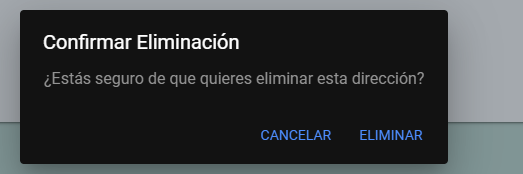 Confirmar Eliminación
¿Estás seguro de que quieres eliminar esta dirección?
CANCELAR ELIMINAR